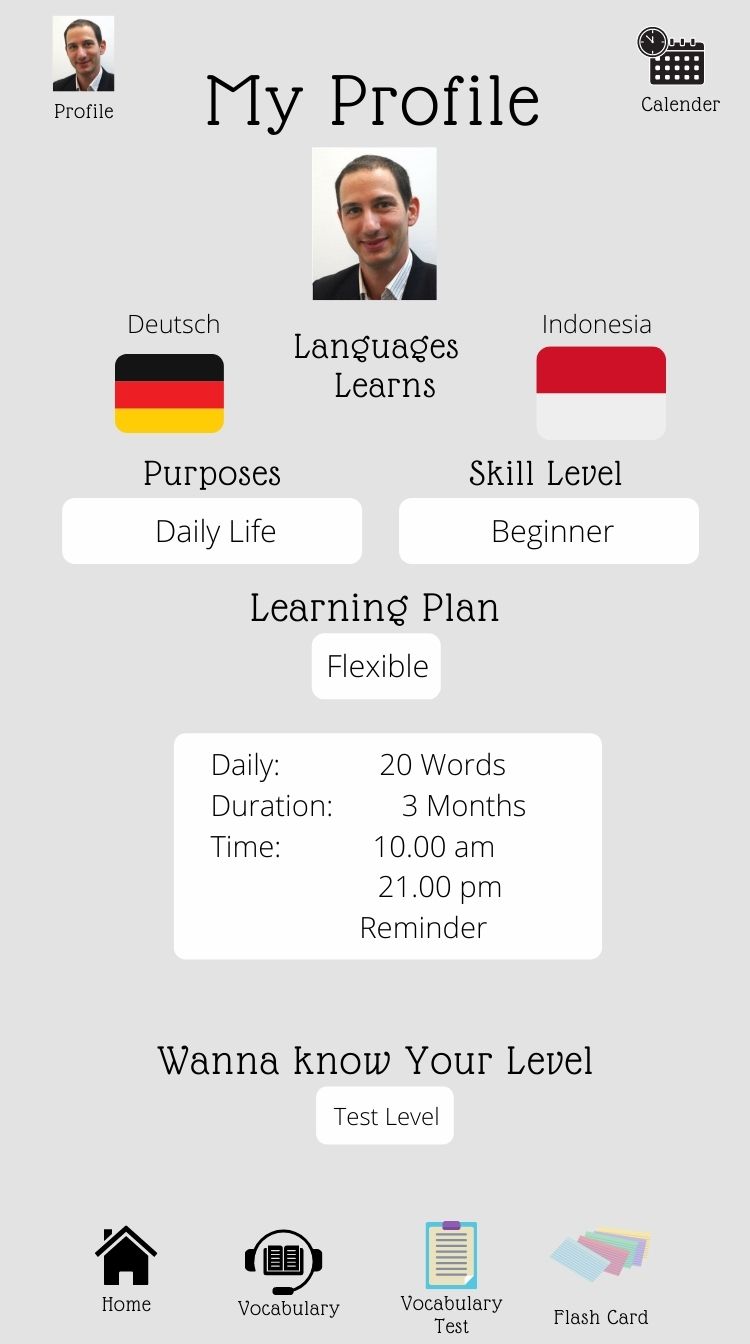 Profile
My Profile
Calender
Deutsch
Languages
Learns
Indonesia
Purposes
Skill Level
Daily Life
Beginner
Learning Plan
Flexible
Daily: 20 Words
Duration: 3 Months
Time: 10.00 am
21.00 pm
Reminder
Wanna know Your Level
Test Level
Home
Vocabulary
Vocabulary
Test
Flash Card